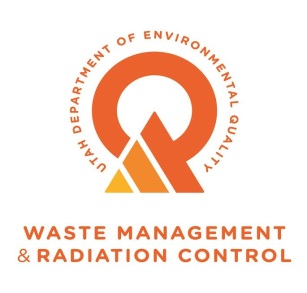 UTAH DEPARTMENT OF ENVIRONMENTAL QUALITY
WASTE MANAGEMENT
& RADIATION CONTROL